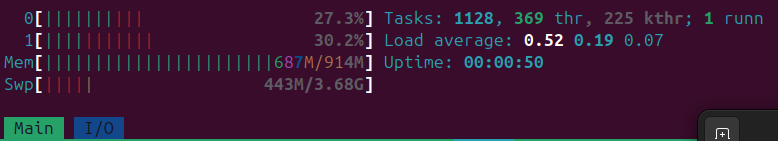 0[||||||||||| 27.3%] Tasks: 1128, 369 thr, 225 kthr; 1 runn
1[|||||||||||| 30.2%] Load average: 0.52 0.19 0.07
Mem[|||||||||||||||||||||||687M/914M] Uptime: 00:00:50
Swp[||||| 443M/3.68G]
Main I/O